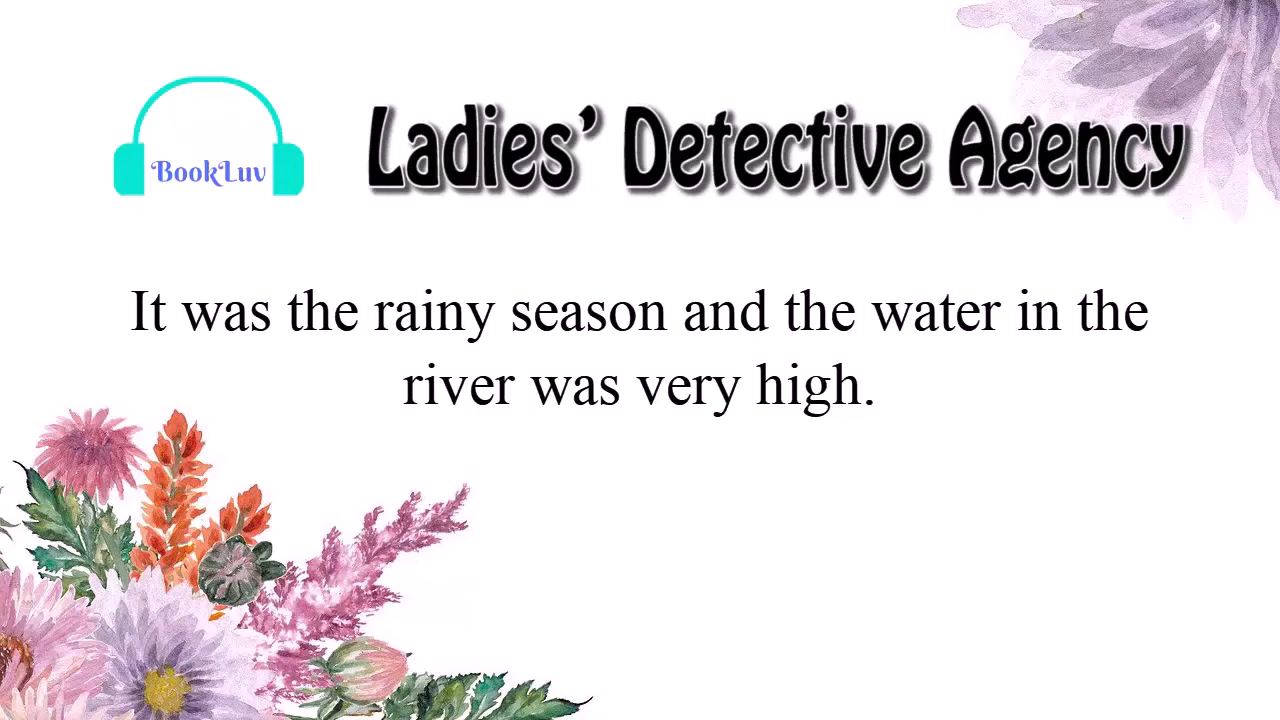 BookLuv
Ladies’ Detective Agency
It was the rainy season and the water in the
river was very high.